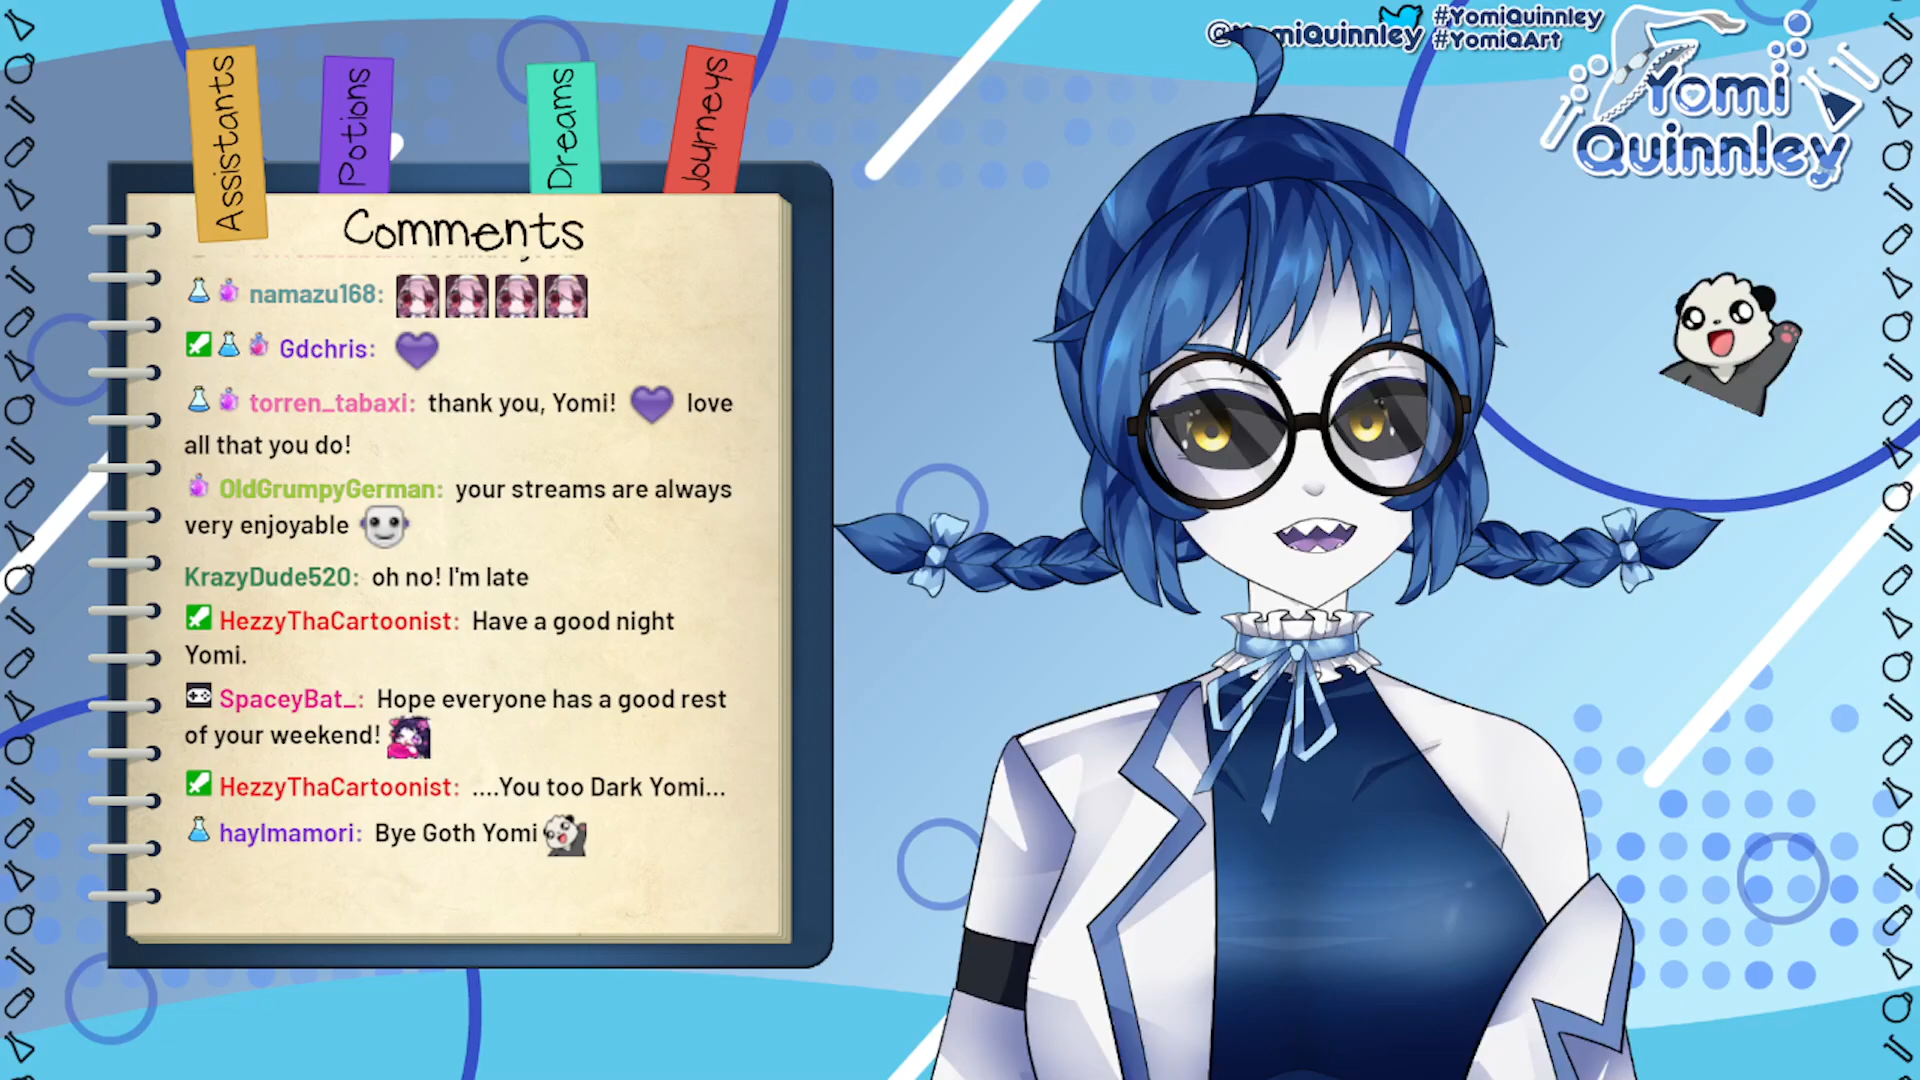 @YomiQuinnley #YomiQuinnley
#YomiQArt
Yomi
Quinnley
Assistants
Potions
Dreams
Journeys
Comments
namazu168:
Gdchris:
torren_tabaxi: thank you, Yomi! love
all that you do!
OldGrumpyGerman: your streams are always
very enjoyable
KrazyDude520: oh no! I'm late
HezzyThaCartoonist: Have a good night
Yomi.
SpaceyBat_: Hope everyone has a good rest
of your weekend!
HezzyThaCartoonist: ....You too Dark Yomi...
haylmamori: Bye Goth Yomi